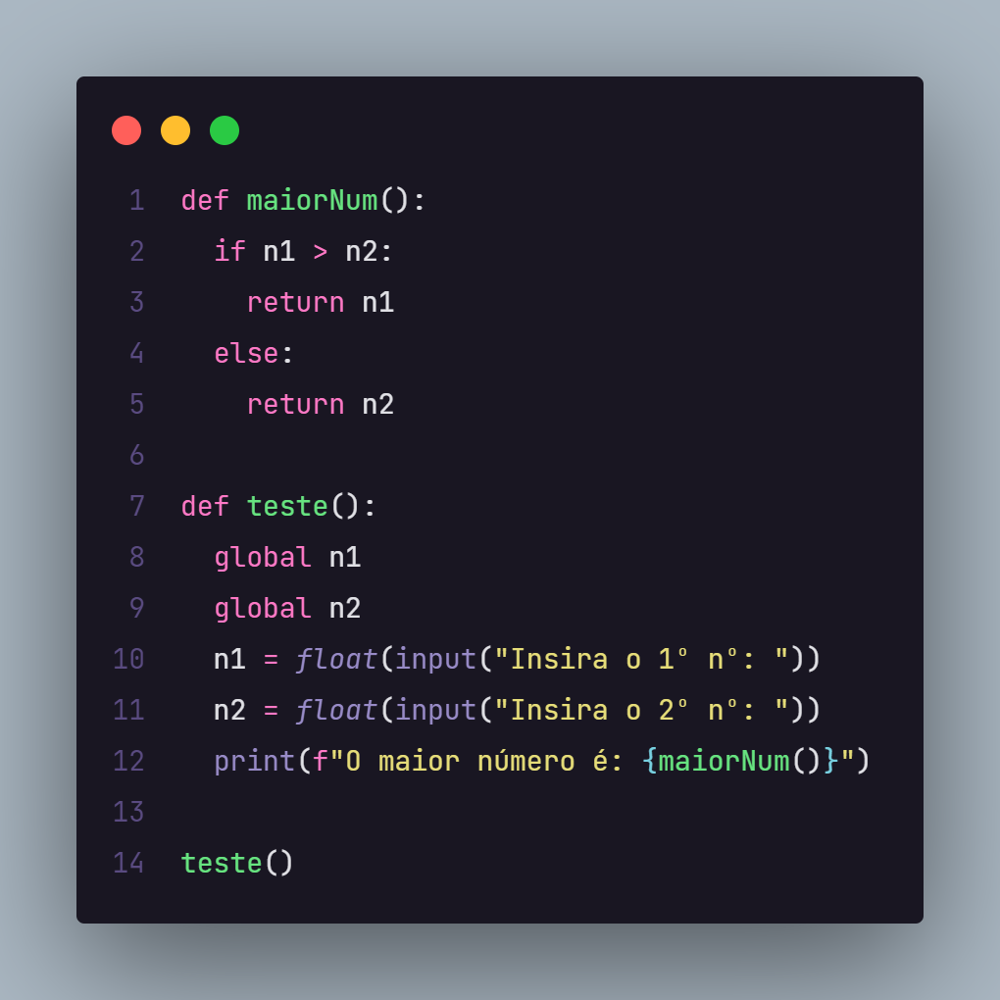 1 def maiorNum():
2   if n1 > n2:
3     return n1
4   else:
5     return n2
6
7 def teste():
8   global n1
9   global n2
10   n1 = float(input("Insira o 1º nº: "))
11   n2 = float(input("Insira o 2º nº: "))
12   print(f"O maior número é: {maiorNum()}")
13
14 teste()